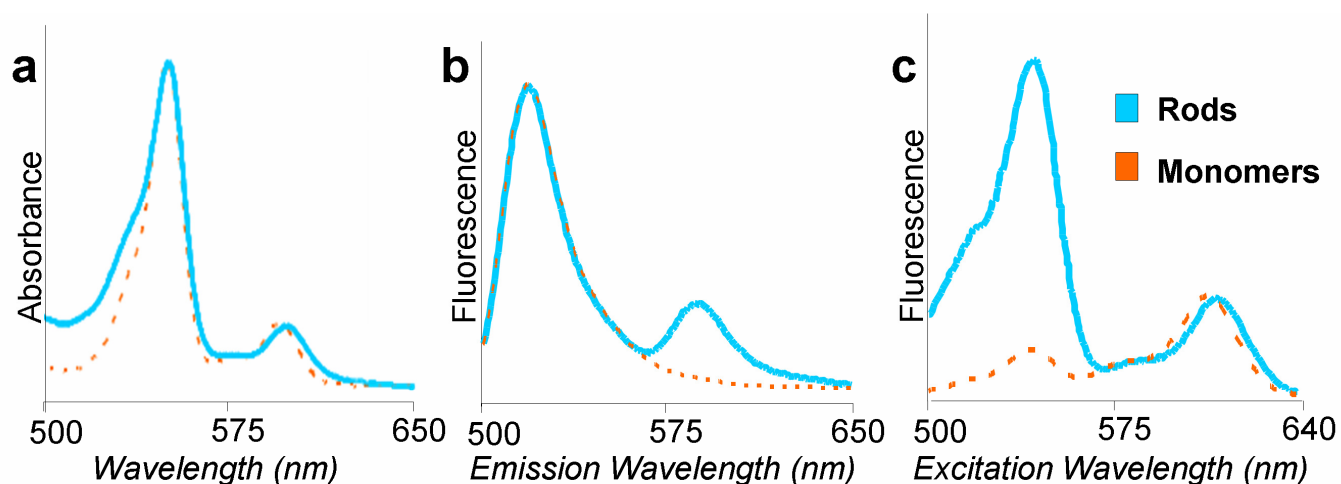 a
Absorbance
500
575
650
Wavelength (nm)
b
Fluorescence
500
575
650
Emission Wavelength (nm)
c
Fluorescence
Rods
Monomers
500
575
640
Excitation Wavelength (nm)